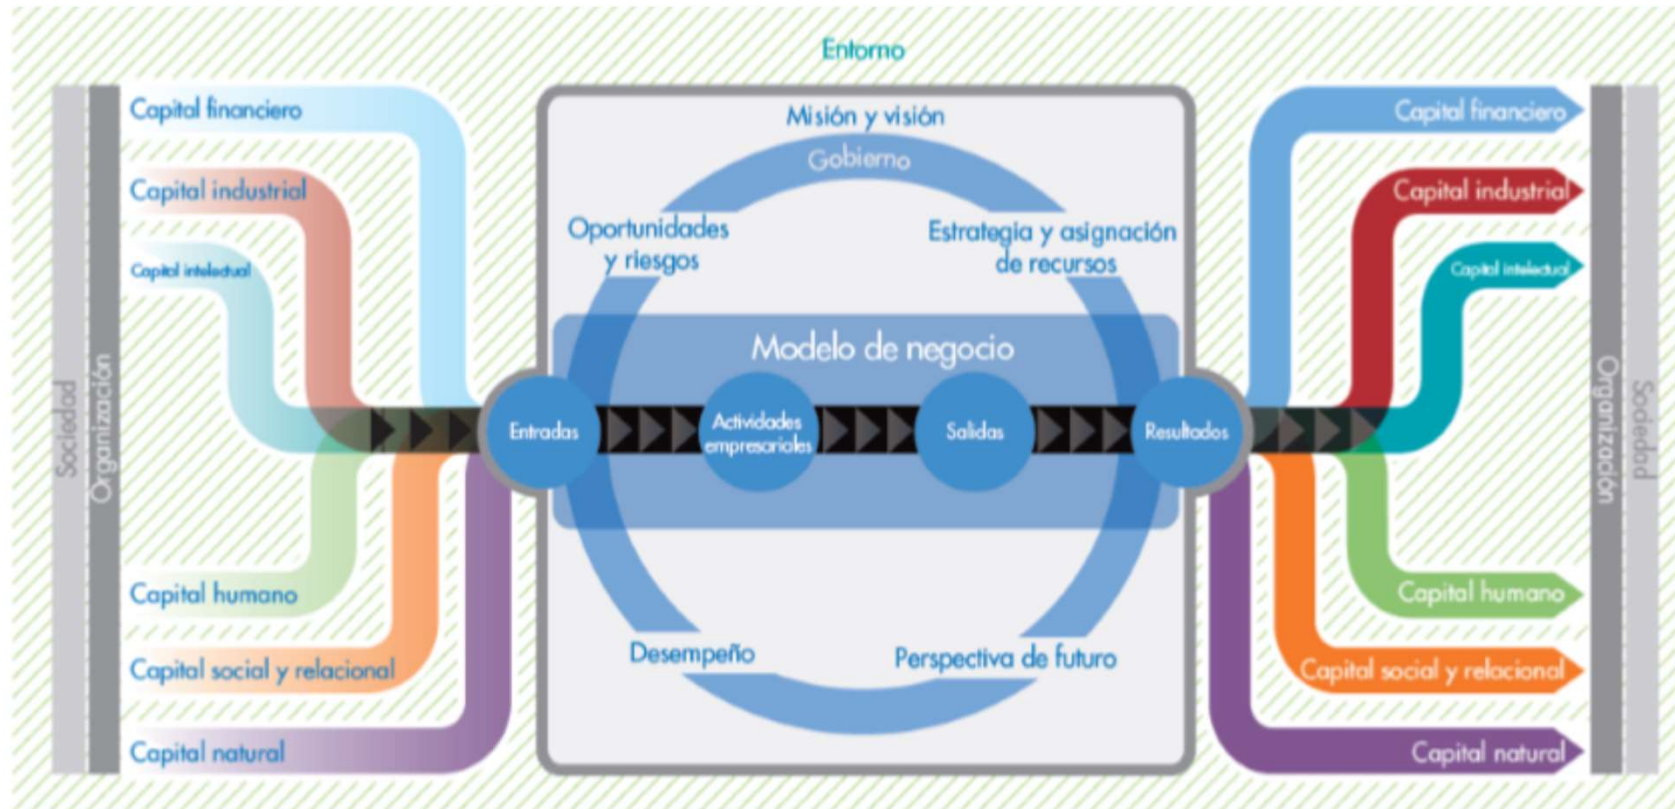 Entorno
Sociedad
Organización
Capital financiero
Capital industrial
Capital intelectual
Capital humano
Capital social y relacional
Capital natural
Misión y visión
Gobierno
Oportunidades
y riesgos
Estrategia y asignación
de recursos
Modelo de negocio
Entradas
Actividades
empresariales
Salidas
Resultados
Desempeño
Perspectiva de futuro
Capital financiero
Capital industrial
Capital intelectual
Capital humano
Capital social y relacional
Capital natural
Organización
Sociedad